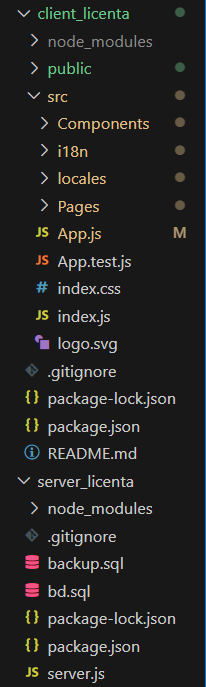 client_licenta
node_modules
public
src
Components
i18n
locales
Pages
JS App.js M
JS App.test.js
# index.css
JS index.js
logo.svg
.gitignore
{} package-lock.json
{} package.json
README.md
server_licenta
node_modules
.gitignore
backup.sql
bd.sql
{} package-lock.json
{} package.json
JS server.js